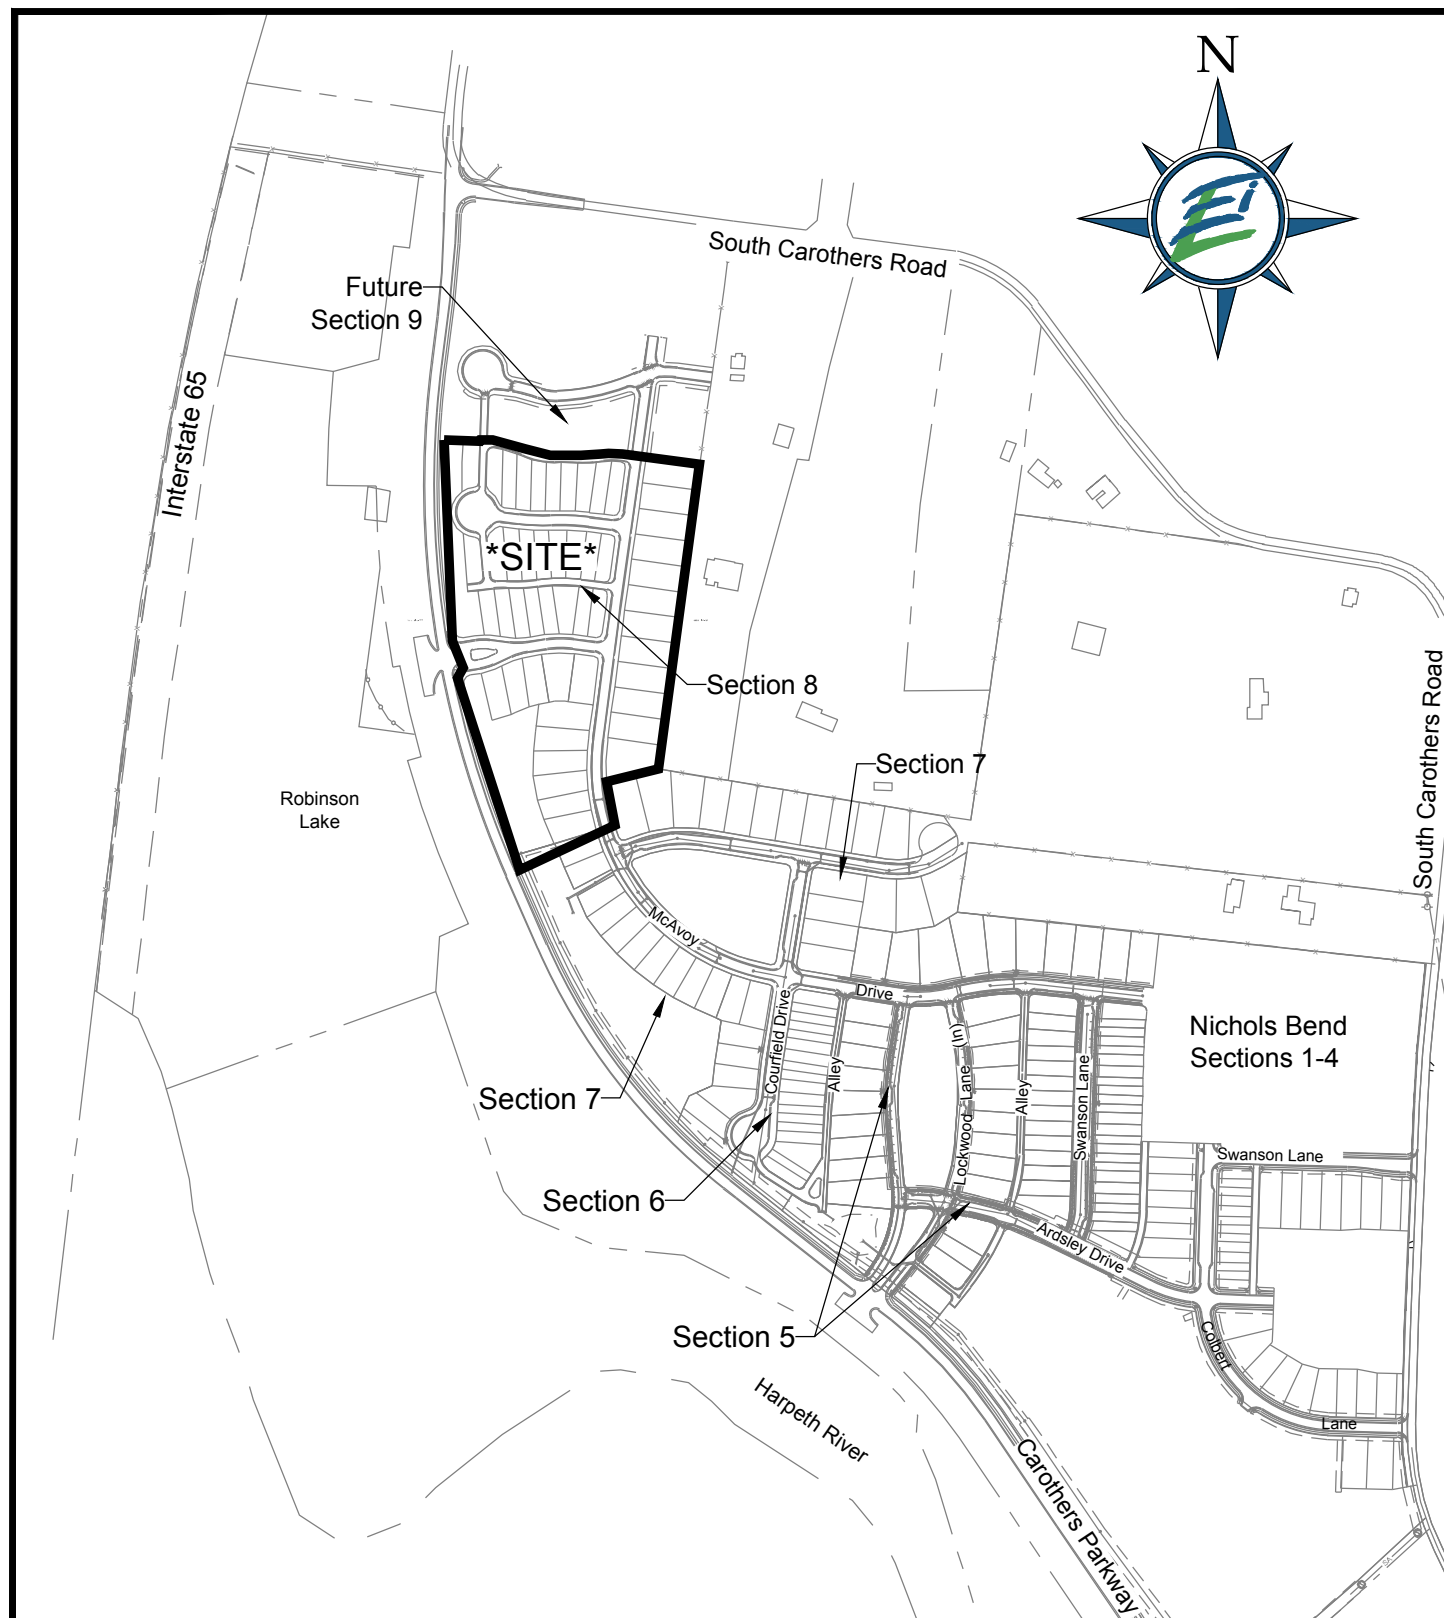 N
South Carothers Road
Future
Section 9
Interstate 65
*SITE*
Section 8
Section 7
Robinson
Lake
South Carothers Road
McAvoy
Drive
Courfield Drive
Alley
Lockwood Lane (In)
Alley
Swanson Lane
Nichols Bend
Sections 1-4
Section 7
Swanson Lane
Section 6
Ardsley Drive
Section 5
Colbert
Lane
Harpeth River
Carothers Parkway
SA